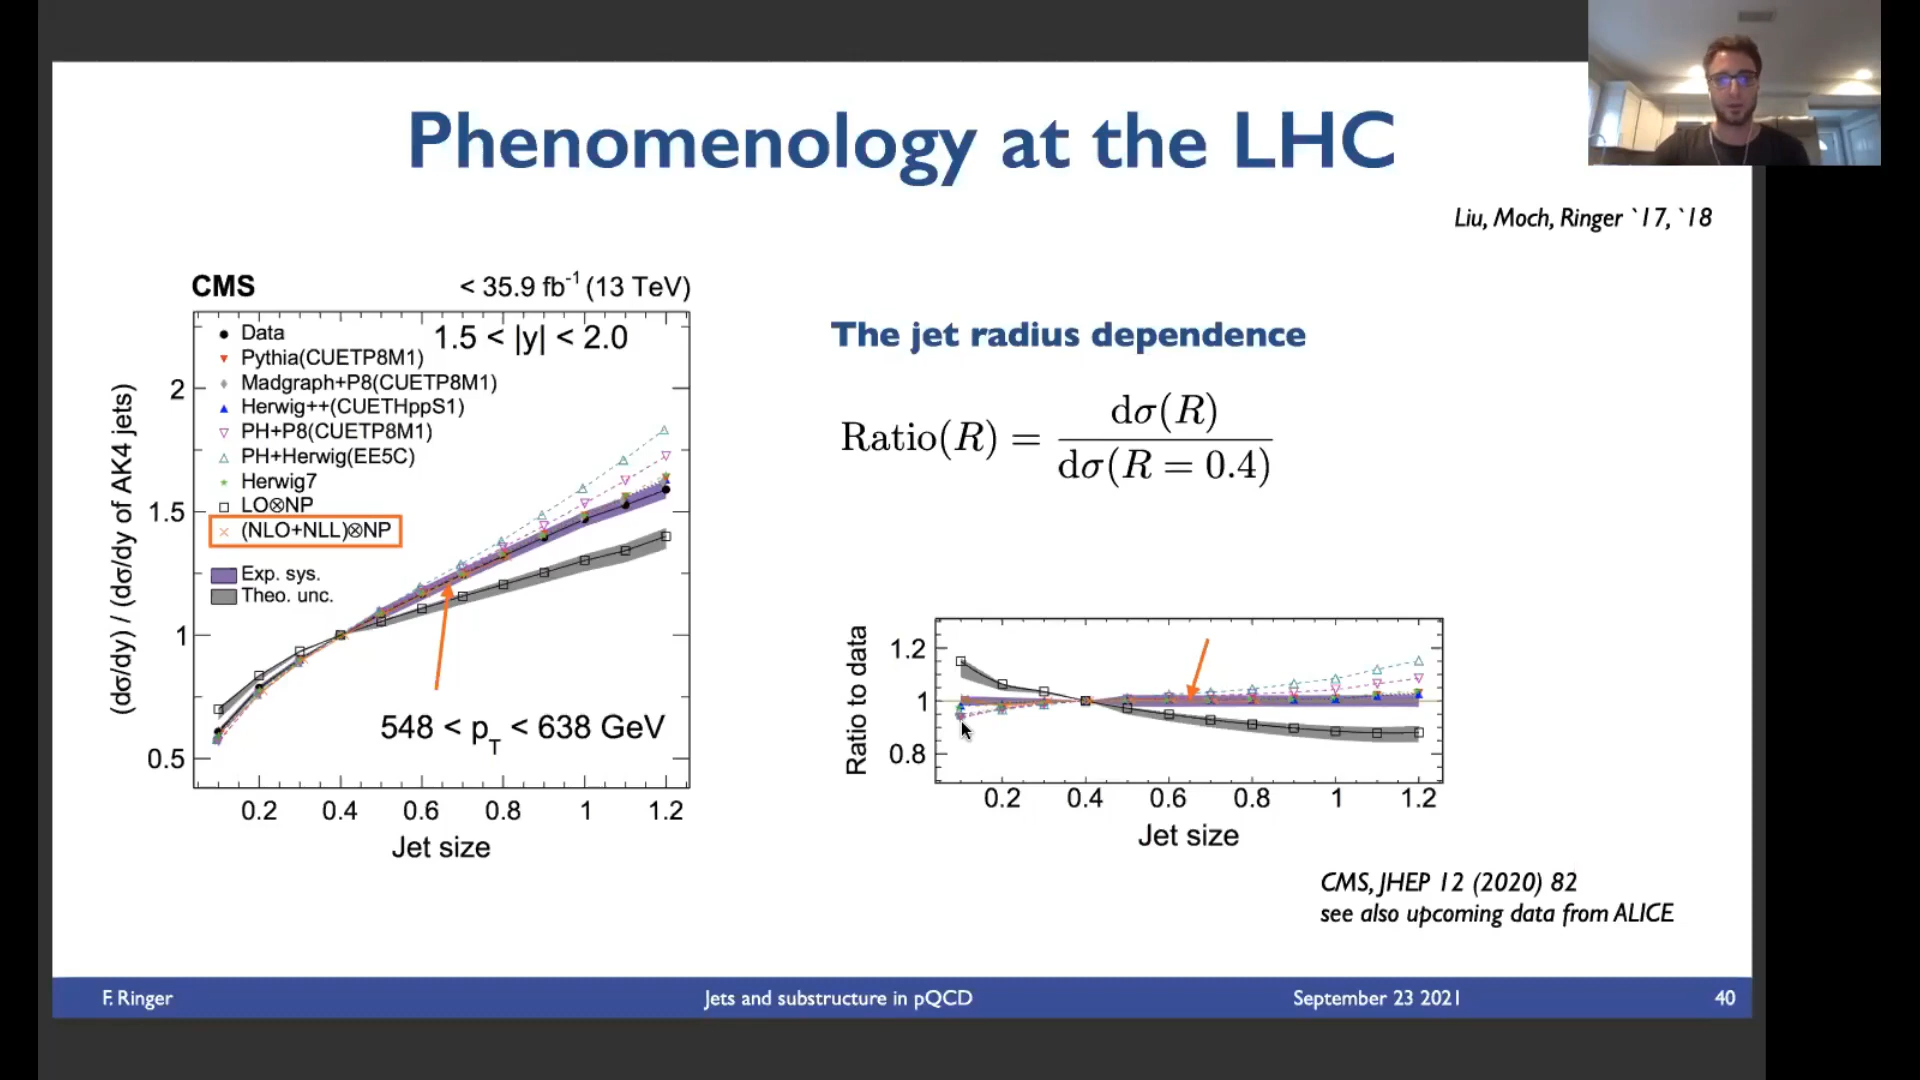 Phenomenology at the LHC
Liu, Moch, Ringer `17, `18
CMS
< 35.9 fb-1 (13 TeV)
1.5 < |y| < 2.0
Data
Pythia(CUETP8M1)
Madgraph+P8(CUETP8M1)
Herwig++(CUETHppS1)
PH+P8(CUETP8M1)
PH+Herwig(EE5C)
Herwig7
LO⊗NP
(NLO+NLL)⊗NP
Exp. sys.
Theo. unc.
548 < pT < 638 GeV
(dσ/dy) / (dσ/dy of AK4 jets)
2
1.5
1
0.5
0.2 0.4 0.6 0.8 1 1.2
Jet size
The jet radius dependence
Ratio(R) = dσ(R) / dσ(R = 0.4)
Ratio to data
1.2
1
0.8
0.2 0.4 0.6 0.8 1 1.2
Jet size
CMS, JHEP 12 (2020) 82
see also upcoming data from ALICE
F. Ringer
Jets and substructure in pQCD
September 23 2021
40